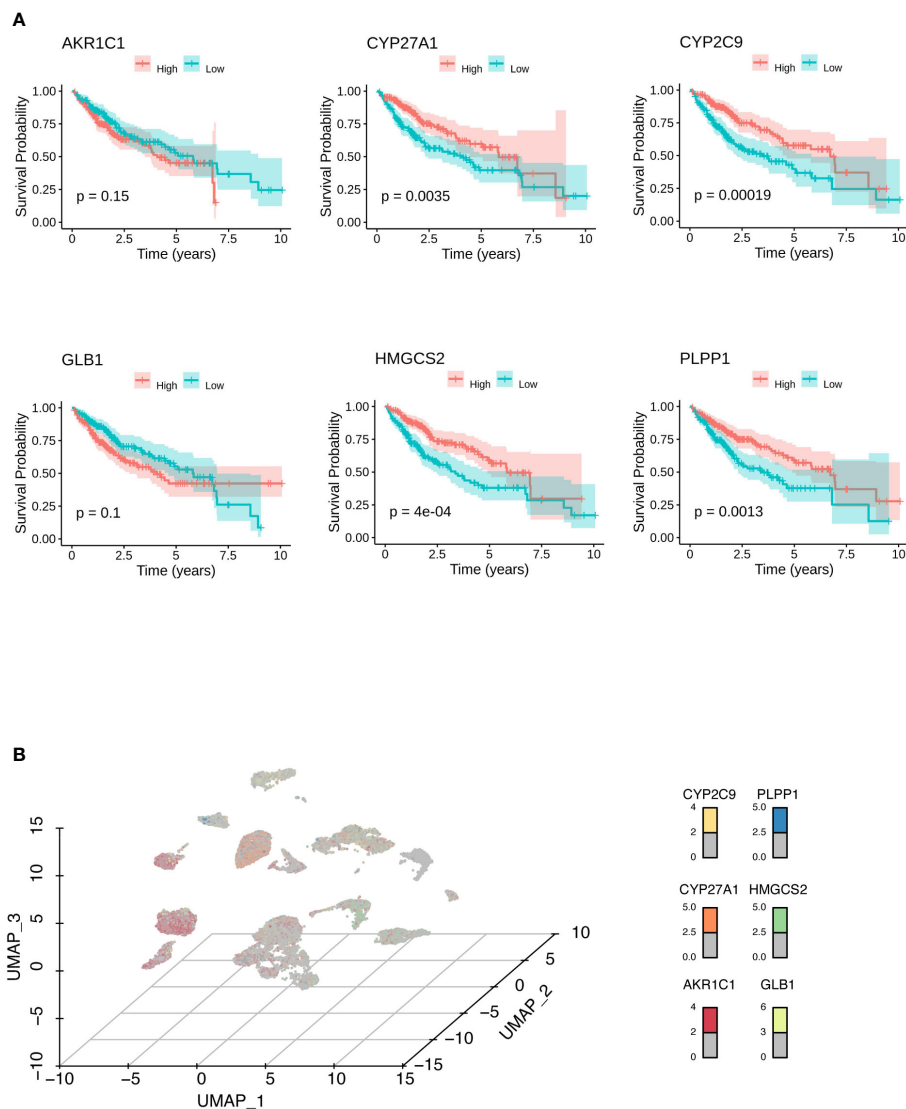 A
AKR1C1
High Low
Survival Probability
1.00
0.75
0.50
0.25
0.00
p = 0.15
0 2.5 5 7.5 10
Time (years)
CYP27A1
High Low
Survival Probability
1.00
0.75
0.50
0.25
0.00
p = 0.0035
0 2.5 5 7.5 10
Time (years)
CYP2C9
High Low
Survival Probability
1.00
0.75
0.50
0.25
0.00
p = 0.00019
0 2.5 5 7.5 10
Time (years)
GLB1
High Low
Survival Probability
1.00
0.75
0.50
0.25
0.00
p = 0.1
0 2.5 5 7.5 10
Time (years)
HMGCS2
High Low
Survival Probability
1.00
0.75
0.50
0.25
0.00
p = 4e-04
0 2.5 5 7.5 10
Time (years)
PLPP1
High Low
Survival Probability
1.00
0.75
0.50
0.25
0.00
p = 0.0013
0 2.5 5 7.5 10
Time (years)
B
UMAP_3
15
10
5
0
−5
−10
−10 −5 0 5 10 15
UMAP_1
10
5
0
−5
−10
−15
UMAP_2
CYP2C9 PLPP1
4 5.0
2 2.5
0 0.0
CYP27A1 HMGCS2
5.0 5.0
2.5 2.5
0.0 0.0
AKR1C1 GLB1
4 6
2 3
0 0